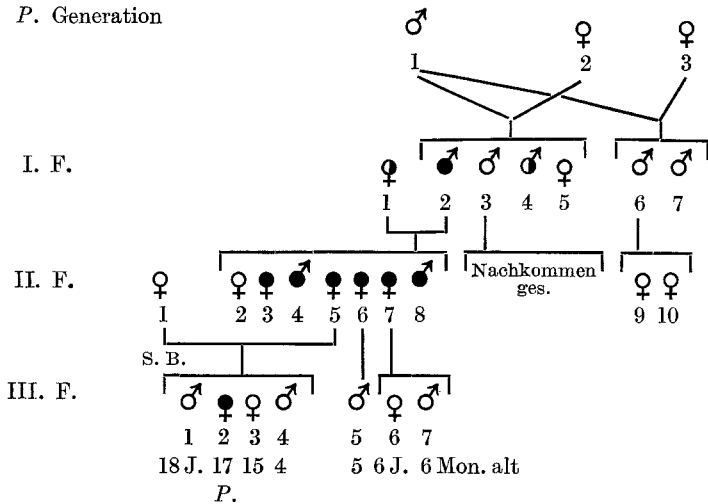 P. Generation
1 2 3
I. F.
1 2 3 4 5 6 7
II. F.
Nachkommen
ges.
1 2 3 4 5 6 7 8 9 10
S. B.
III. F.
1 2 3 4 5 6 7
18 J. 17 15 4 5 6 J. 6 Mon. alt
P.